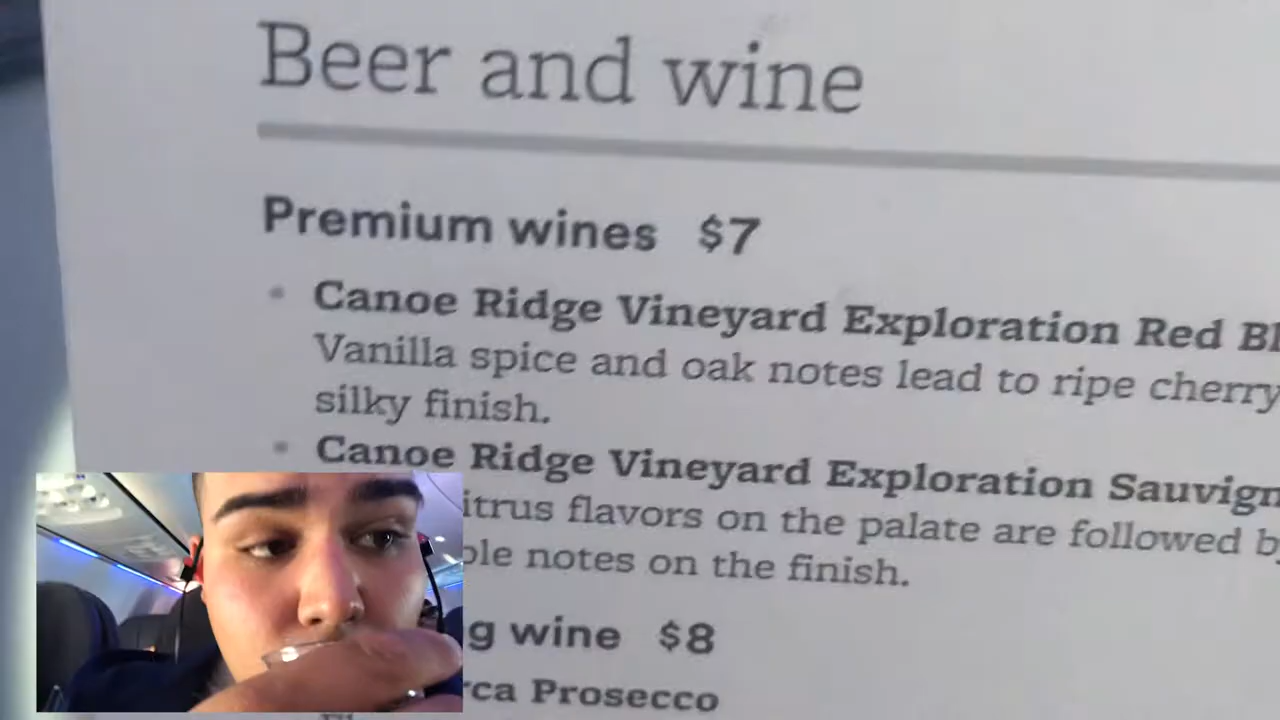 Beer and wine
Premium wines $7
Canoe Ridge Vineyard Exploration Red
Vanilla spice and oak notes lead to ripe cherry
silky finish.
Canoe Ridge Vineyard Exploration
flavors on the palate are followed
notes on the finish.
wine $8
Prosecco